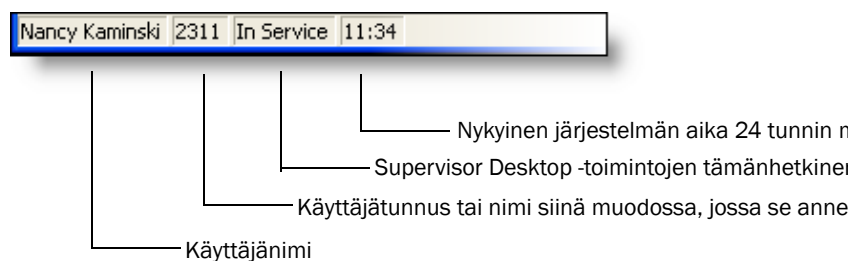 Nancy Kaminski 2311 In Service 11:34
Nykyinen järjestelmän aika 24 tunnin
Supervisor Desktop -toimintojen tämänhetkinen
Käyttäjätunnus tai nimi siinä muodossa, jossa se
Käyttäjänimi